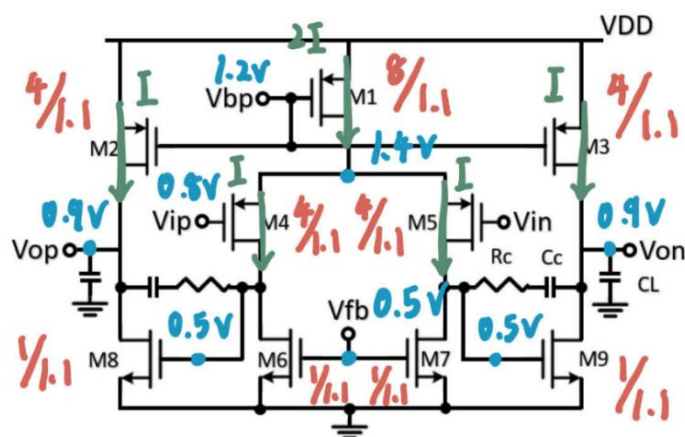 2I
VDD
1.2V
4/1.1
I
Vbp
M1
8/1.1
I
4/1.1
M2
M3
1.4V
0.9V
0.8V
I
I
0.9V
Vop
Vip
M4
4/1.1
4/1.1
M5
Vin
Von
Rc
Cc
CL
0.5V
Vfb
0.5V
0.5V
M8
M6
M7
M9
1/1.1
1/1.1
1/1.1
1/1.1